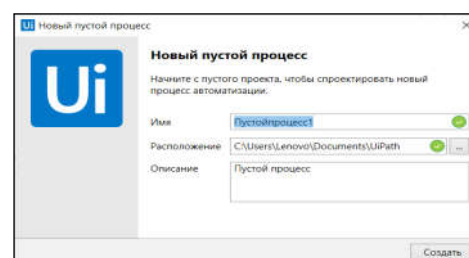 Ui Новый пустой процесс
Ui
Новый пустой процесс
Начните с пустого проекта, чтобы спроектировать новый
процесс автоматизации.
Имя Пустойпроцесс1
Расположение C:\Users\Lenovo\Documents\UiPath ...
Описание Пустой процесс
Создать